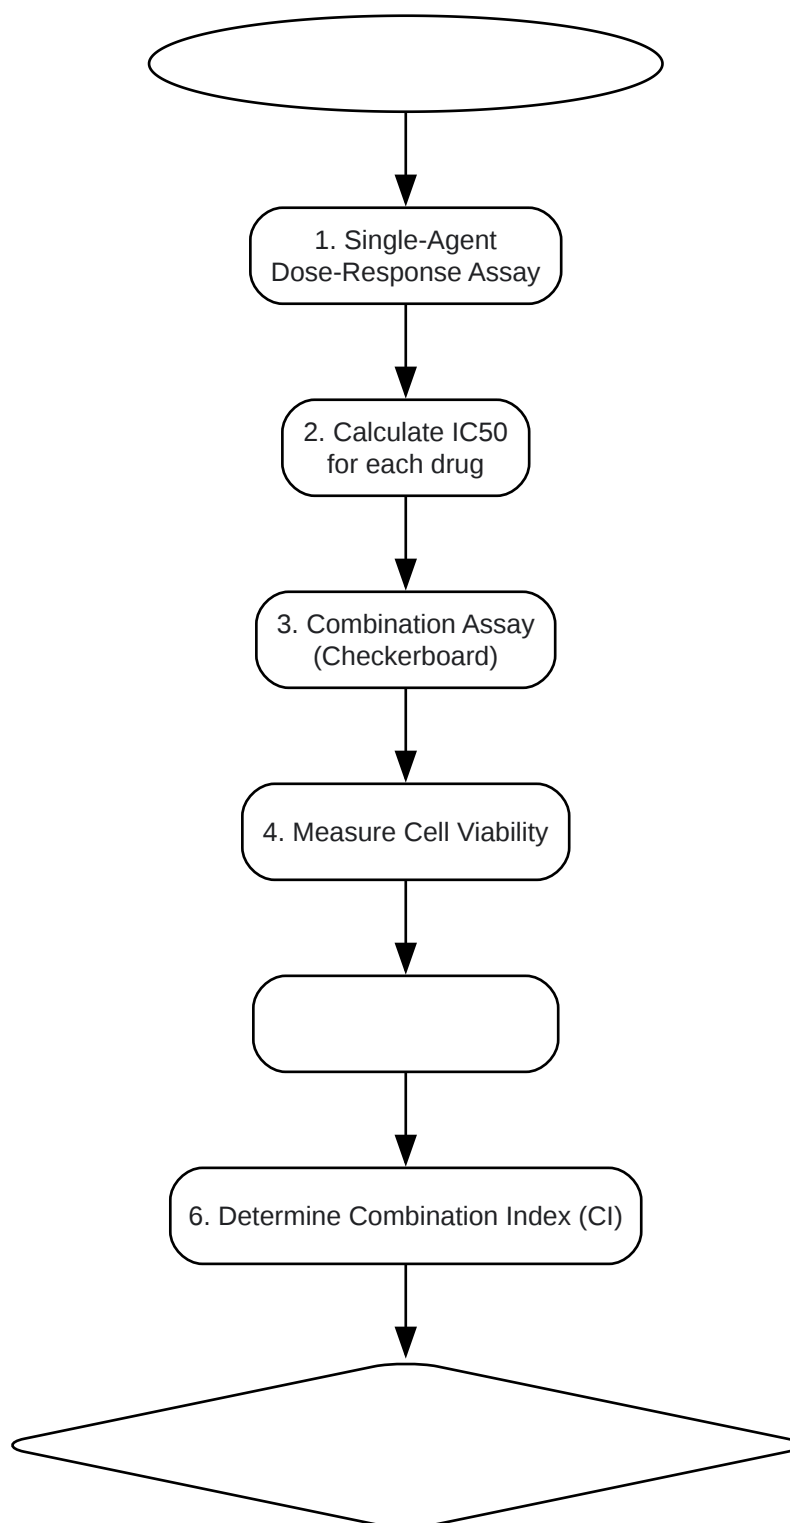 1. Single-Agent
Dose-Response Assay
2. Calculate IC50
for each drug
3. Combination Assay
(Checkerboard)
4. Measure Cell Viability
6. Determine Combination Index (CI)